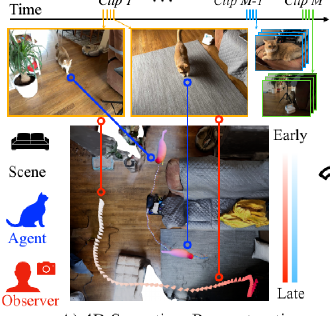 Time
Clip 1
...
Clip M-1
Clip M
Early
Scene
Agent
Late
Observer